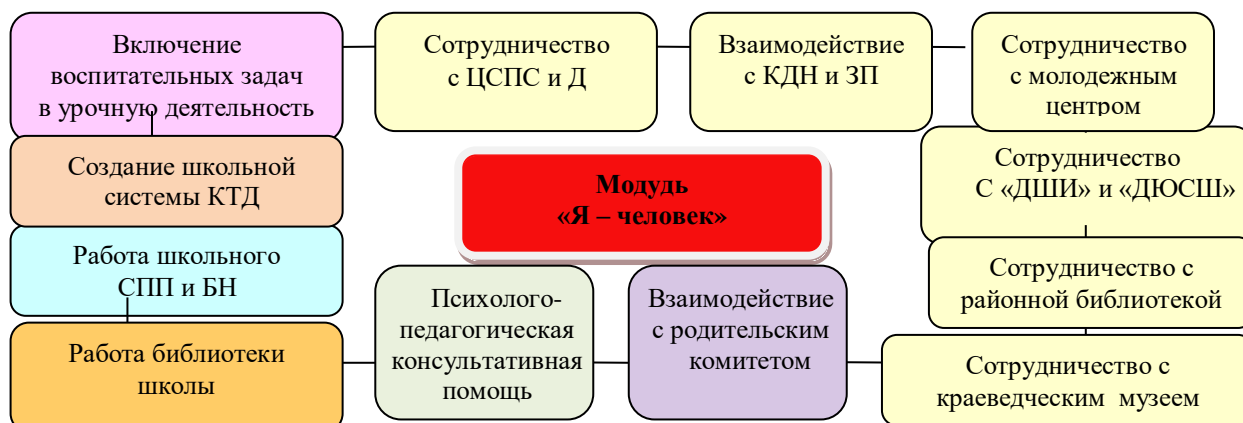 Включение
воспитательных задач
в урочную деятельность
Сотрудничество
с ЦСПС и Д
Взаимодействие
с КДН и ЗП
Сотрудничество
с молодежным
центром
Создание школьной
системы КТД
Модудь
«Я – человек»
Сотрудничество
С «ДШИ» и «ДЮСШ»
Работа школьного
СПП и БН
Сотрудничество с
районной библиотекой
Работа библиотеки
школы
Психолого-
педагогическая
консультативная
помощь
Взаимодействие
с родительским
комитетом
Сотрудничество с
краеведческим музеем